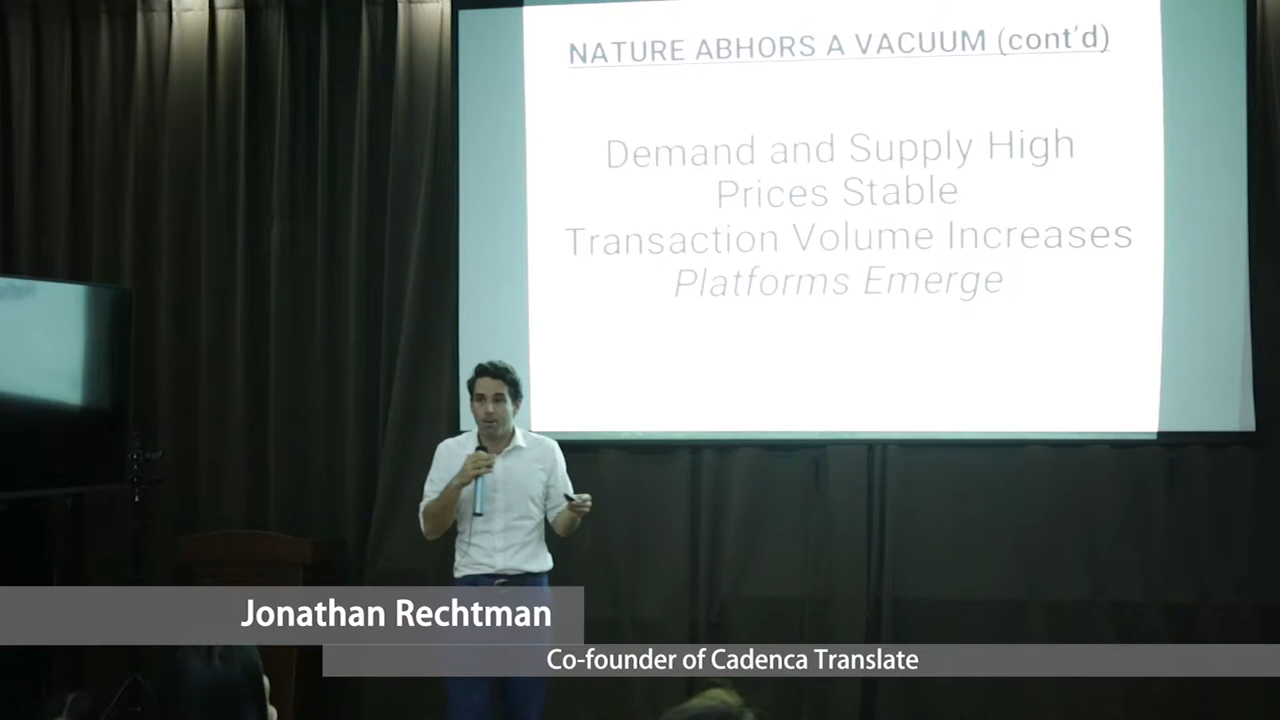 NATURE ABHORS A VACUUM (cont'd)
Demand and Supply High
Prices Stable
Transaction Volume Increases
Platforms Emerge
Jonathan Rechtman
Co-founder of Cadenca Translate